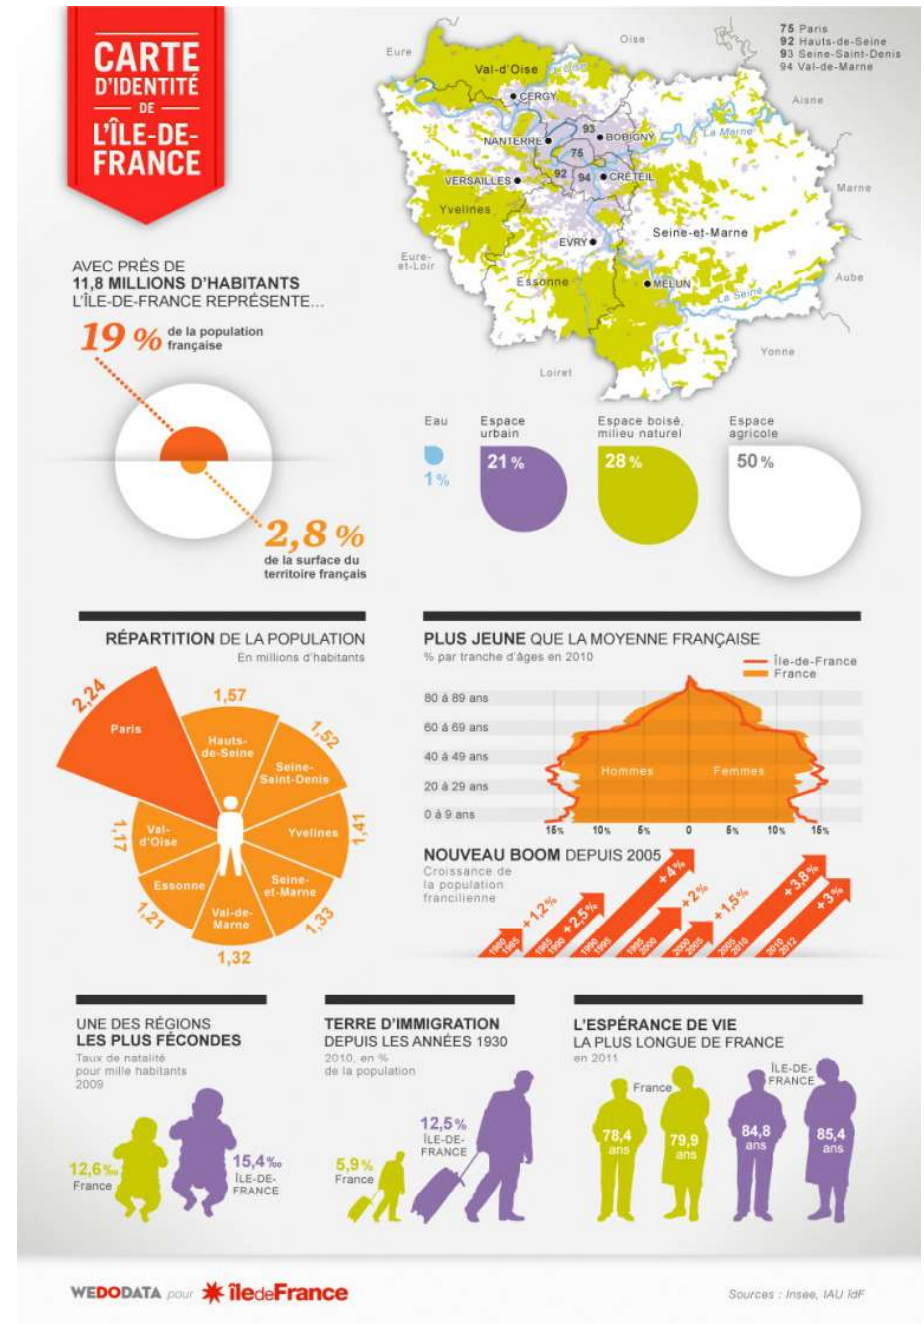 CARTE
D'IDENTITÉ
DE
L'ÎLE-DE-
FRANCE
75 Paris
92 Hauts-de-Seine
93 Seine-Saint-Denis
94 Val-de-Marne
Eure
Oise
Val-d'Oise
L'Oise
CERGY
Aisne
93
BOBIGNY
La Marne
NANTERRE
75
92
94
CRÉTEIL
VERSAILLES
Marne
Yvelines
Seine-et-Marne
EVRY
Eure-
et-Loir
Essonne
MELUN
Aube
La Seine
Yonne
Loiret
AVEC PRÈS DE
11,8 MILLIONS D'HABITANTS
L'ÎLE-DE-FRANCE REPRÉSENTE...
19 % de la population
française
2,8 %
de la surface du
territoire français
Eau
1%
Espace
urbain
21 %
Espace boisé,
milieu naturel
28 %
Espace
agricole
50 %
RÉPARTITION DE LA POPULATION
En millions d'habitants
2,24
Paris
1,57
Hauts-
de-Seine
1,52
Seine-
Saint-Denis
1,41
Yvelines
1,33
Seine-
et-Marne
1,32
Val-de-
Marne
1,21
Essonne
1,17
Val-
d'Oise
PLUS JEUNE QUE LA MOYENNE FRANÇAISE
% par tranche d'âges en 2010
Île-de-France
France
80 à 89 ans
60 à 69 ans
40 à 49 ans
20 à 29 ans
0 à 9 ans
Hommes
Femmes
15% 10% 5% 0 5% 10% 15%
NOUVEAU BOOM DEPUIS 2005
Croissance de
la population
francilienne
1980
1985
+1,2%
1985
1990
+2,5%
1990
1995
+4%
1995
2000
+2%
2000
2005
+1,5%
2005
2010
+3,8%
2010
2012
+3%
UNE DES RÉGIONS
LES PLUS FÉCONDES
Taux de natalité
pour mille habitants
2009
12,6‰
France
15,4‰
ÎLE-DE-
FRANCE
TERRE D'IMMIGRATION
DEPUIS LES ANNÉES 1930
2010, en %
de la population
5,9%
France
12,5%
ÎLE-DE-
FRANCE
L'ESPÉRANCE DE VIE
LA PLUS LONGUE DE FRANCE
en 2011
France
78,4
ans
79,9
ans
ÎLE-DE-
FRANCE
84,8
ans
85,4
ans
WEDODATA pour îledeFrance
Sources : Insee, IAU îdF